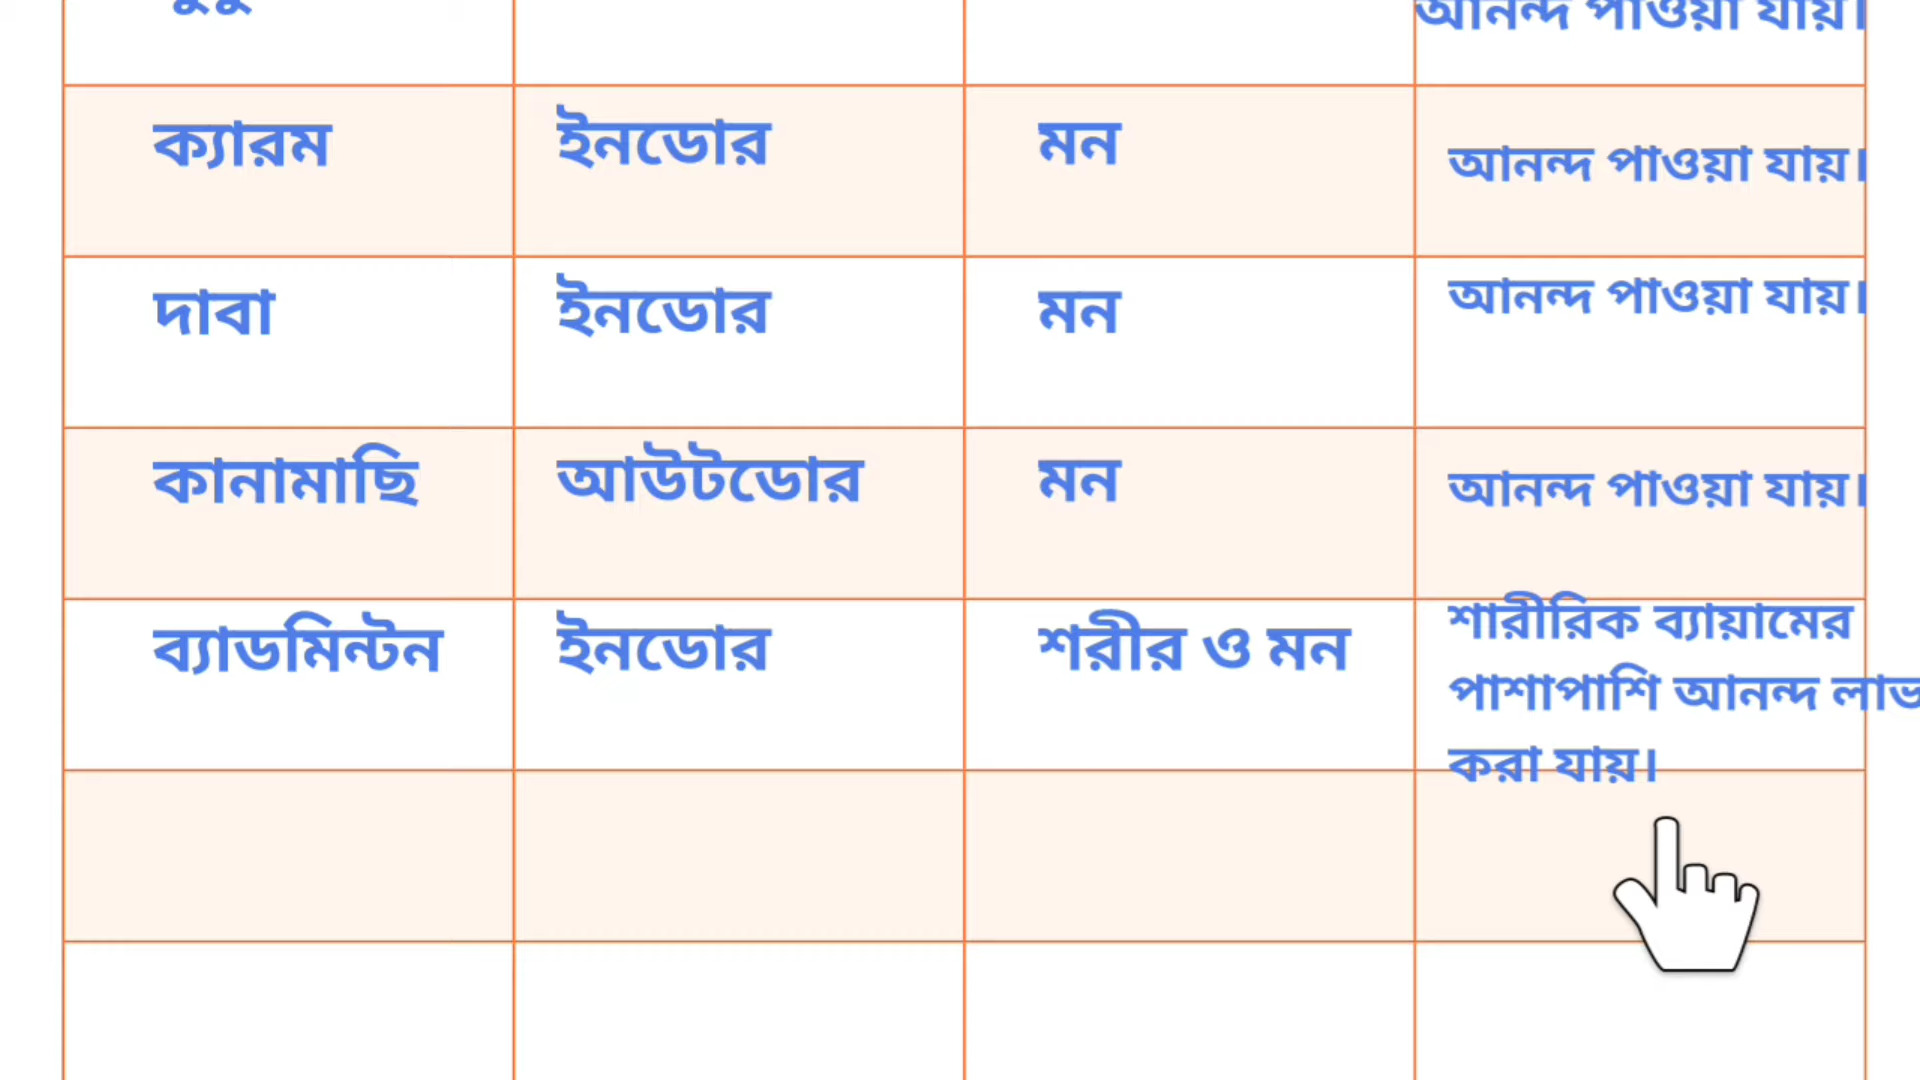 আনন্দ পাওয়া যায়।
ক্যারম ইনডোর মন আনন্দ পাওয়া যায়।
দাবা ইনডোর মন আনন্দ পাওয়া যায়।
কানামাছি আউটডোর মন আনন্দ পাওয়া যায়।
ব্যাডমিন্টন ইনডোর শরীর ও মন শারীরিক ব্যায়ামের
পাশাপাশি আনন্দ লাভ
করা যায়।